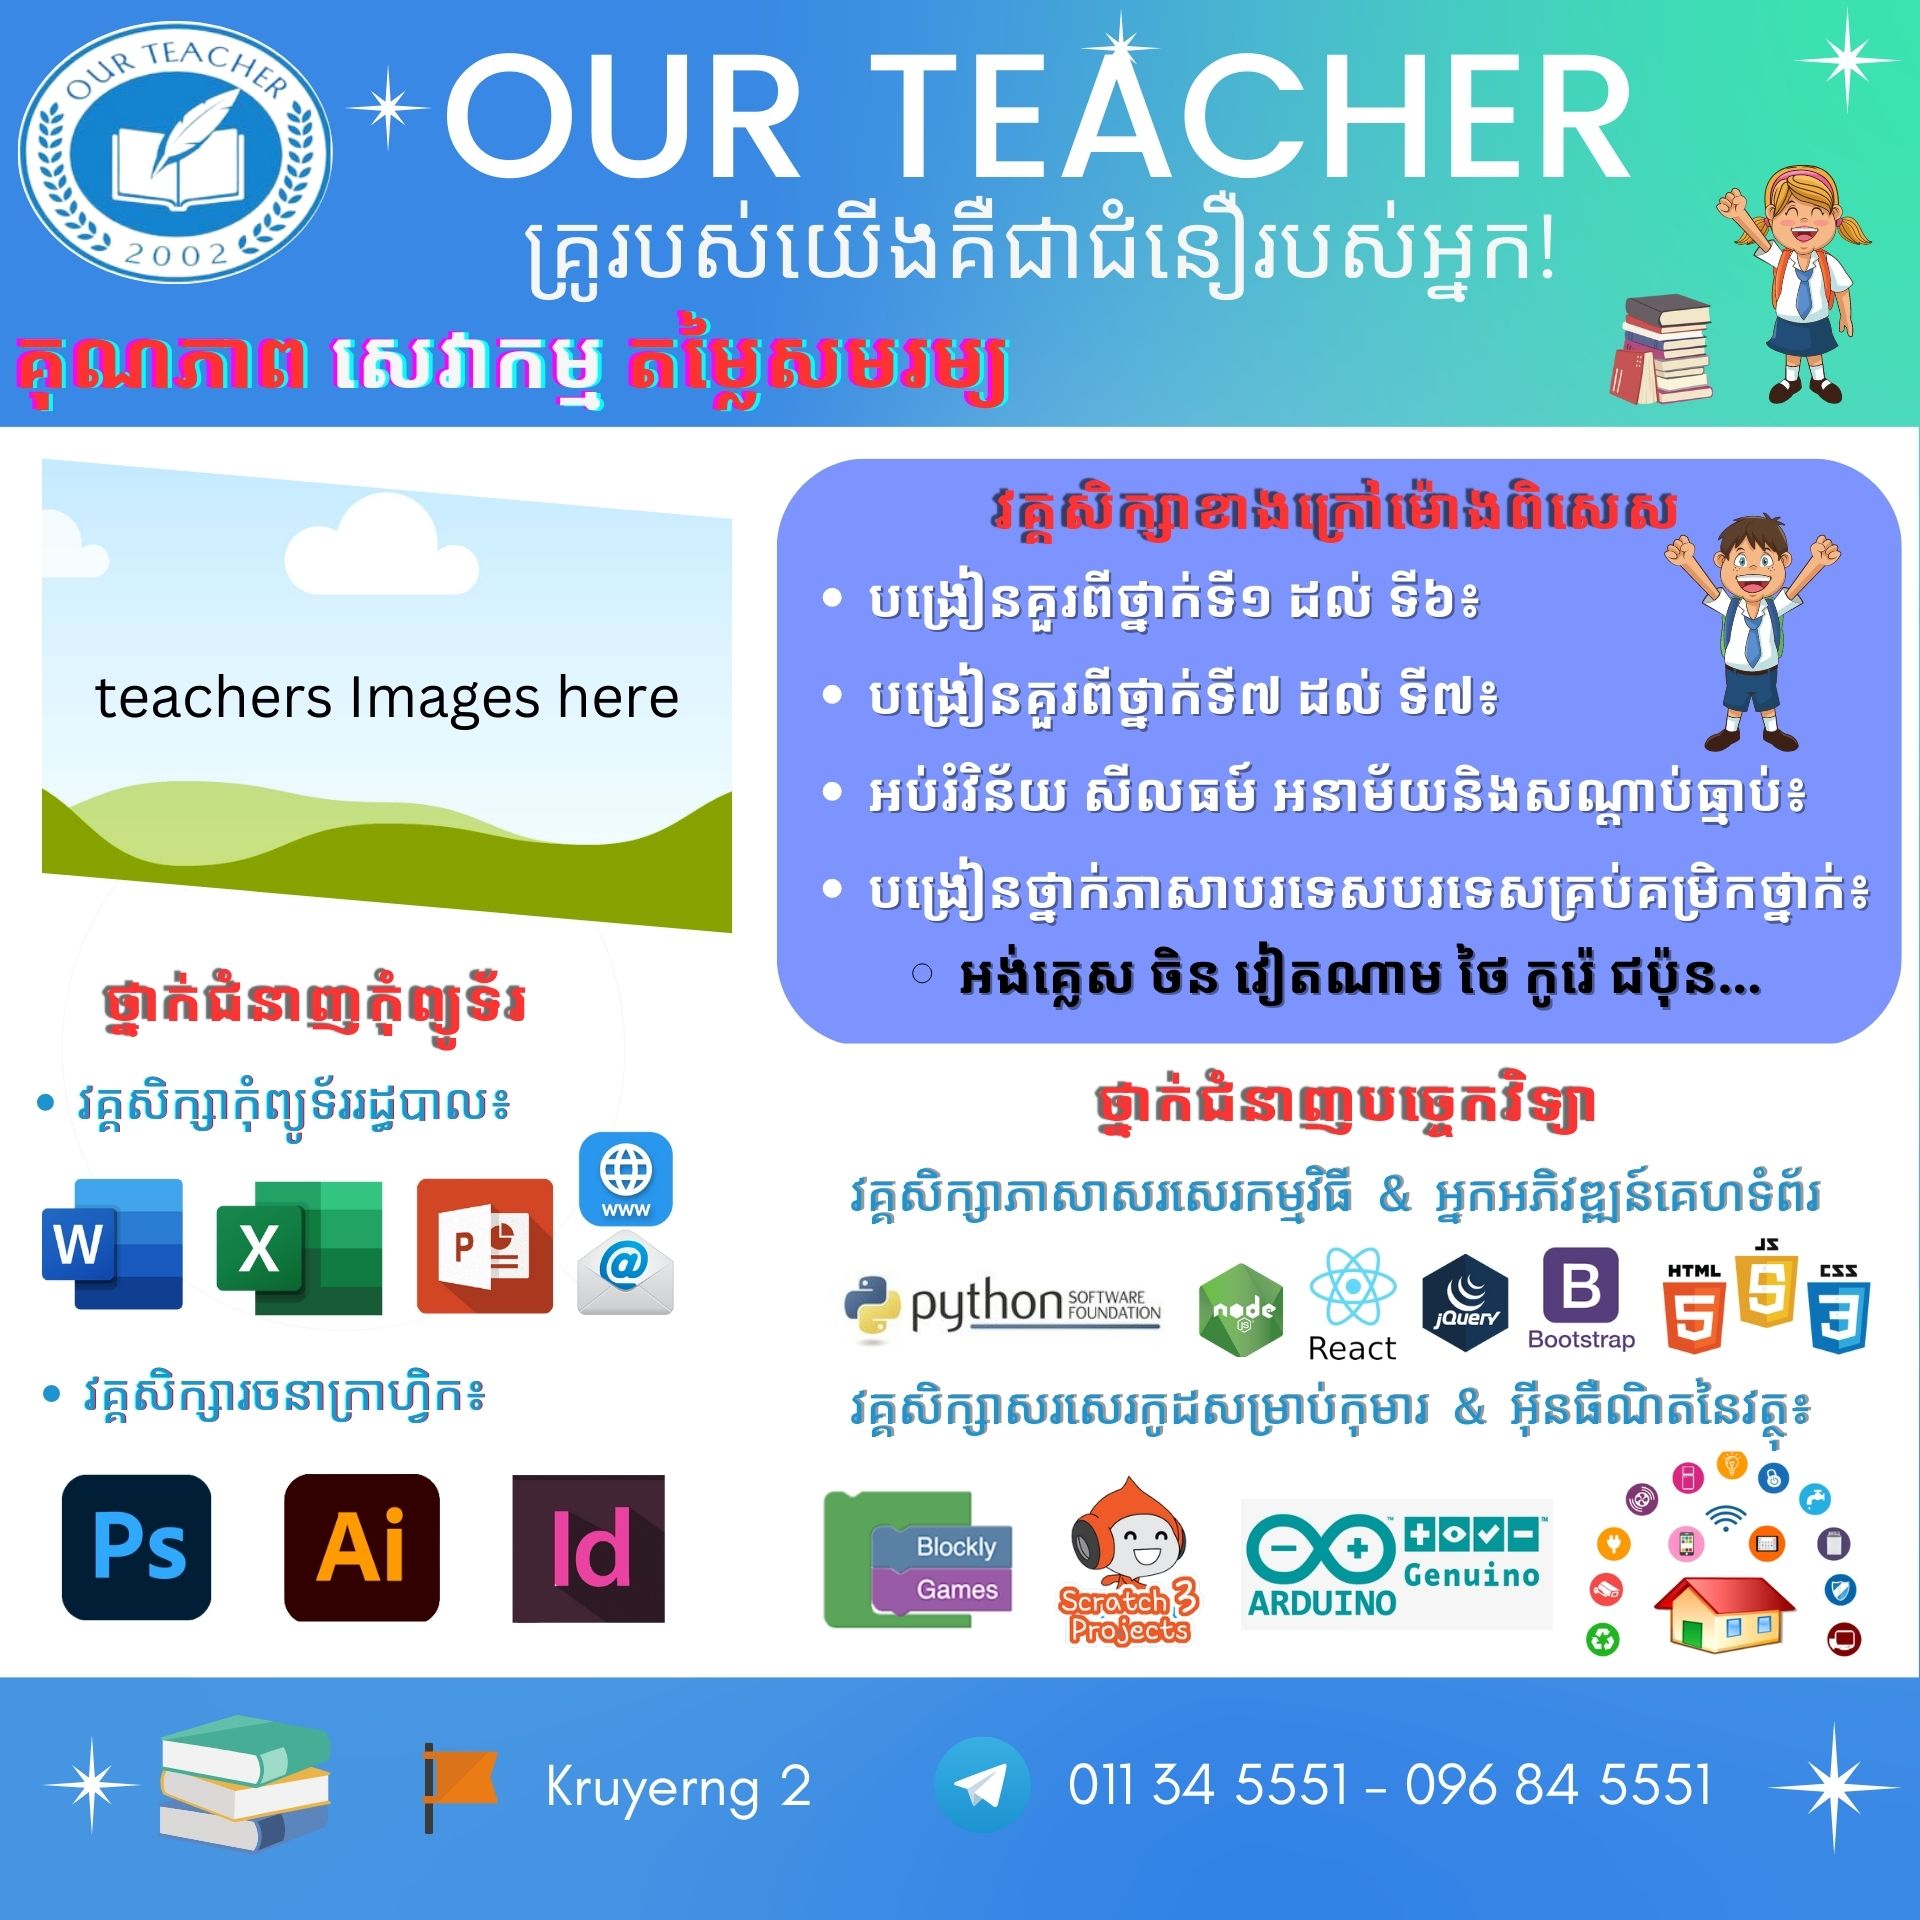 OUR TEACHER
2002
OUR TEACHER
គ្រូរបស់យើងគឺជាជំនឿរបស់អ្នក!
គុណភាព សេវាកម្ម តម្លៃសមរម្យ
teachers Images here
វគ្គសិក្សាខាងក្រៅម៉ោងពិសេស
• បង្រៀនគួរពីថ្នាក់ទី១ ដល់ ទី៦៖
• បង្រៀនគួរពីថ្នាក់ទី៧ ដល់ ទី៧៖
• អប់រំវិន័យ សីលធម៍ អនាម័យនិងសណ្តាប់ធ្នាប់៖
• បង្រៀនថ្នាក់ភាសាបរទេសបរទេសគ្រប់គម្រិកថ្នាក់៖
○ អង់គ្លេស ចិន វៀតណាម ថៃ កូរ៉េ ជប៉ុន...
ថ្នាក់ជំនាញកុំព្យូទ័រ
• វគ្គសិក្សាកុំព្យូទ័ររដ្ធបាល៖
W X P www @
• វគ្គសិក្សារចនាក្រាហ្វិក៖
Ps Ai Id
ថ្នាក់ជំនាញបច្ចេកវិទ្យា
វគ្គសិក្សាភាសាសរសេរកម្មវិធី & អ្នកអភិវឌ្ឍន៍គេហទំព័រ
python SOFTWARE FOUNDATION
node JS
React
jQuery
B Bootstrap
HTML 5 JS 5 CSS 3
វគ្គសិក្សាសរសេរកូដសម្រាប់កុមារ & អ៊ីនធឺណិតនៃវត្ថុ៖
Blockly Games
Scratch 3 Projects
ARDUINO Genuino
Kruyerng 2
011 34 5551 - 096 84 5551